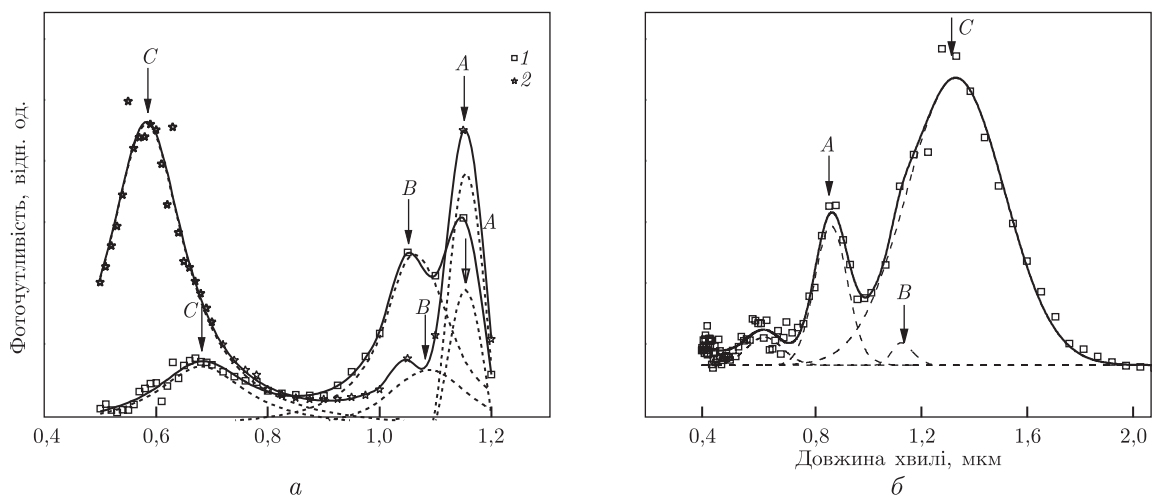 Фоточутливість, відн. од.
C
B
A
1
2
C
B
A
0,4 0,6 0,8 1,0 1,2
а
A
B
C
0,4 0,8 1,2 1,6 2,0
Довжина хвилі, мкм
б